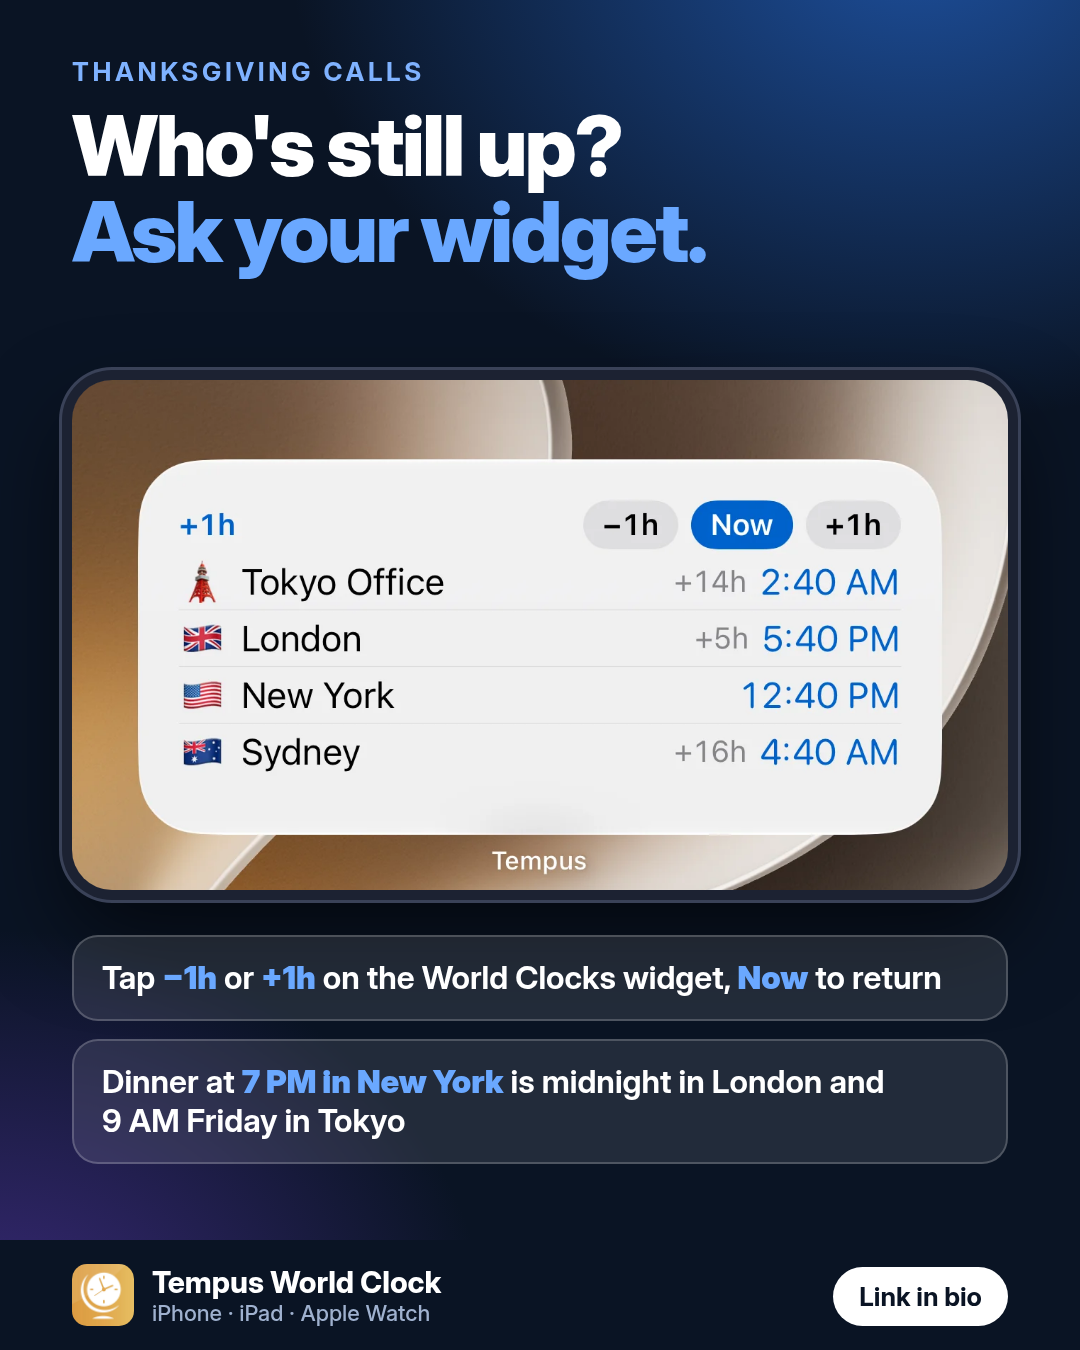 THANKSGIVING CALLS
Who's still up?
Ask your widget.
+1h −1h Now +1h
Tokyo Office +14h 2:40 AM
London +5h 5:40 PM
New York 12:40 PM
Sydney +16h 4:40 AM
Tempus
Tap −1h or +1h on the World Clocks widget, Now to return
Dinner at 7 PM in New York is midnight in London and
9 AM Friday in Tokyo
Tempus World Clock
iPhone · iPad · Apple Watch
Link in bio